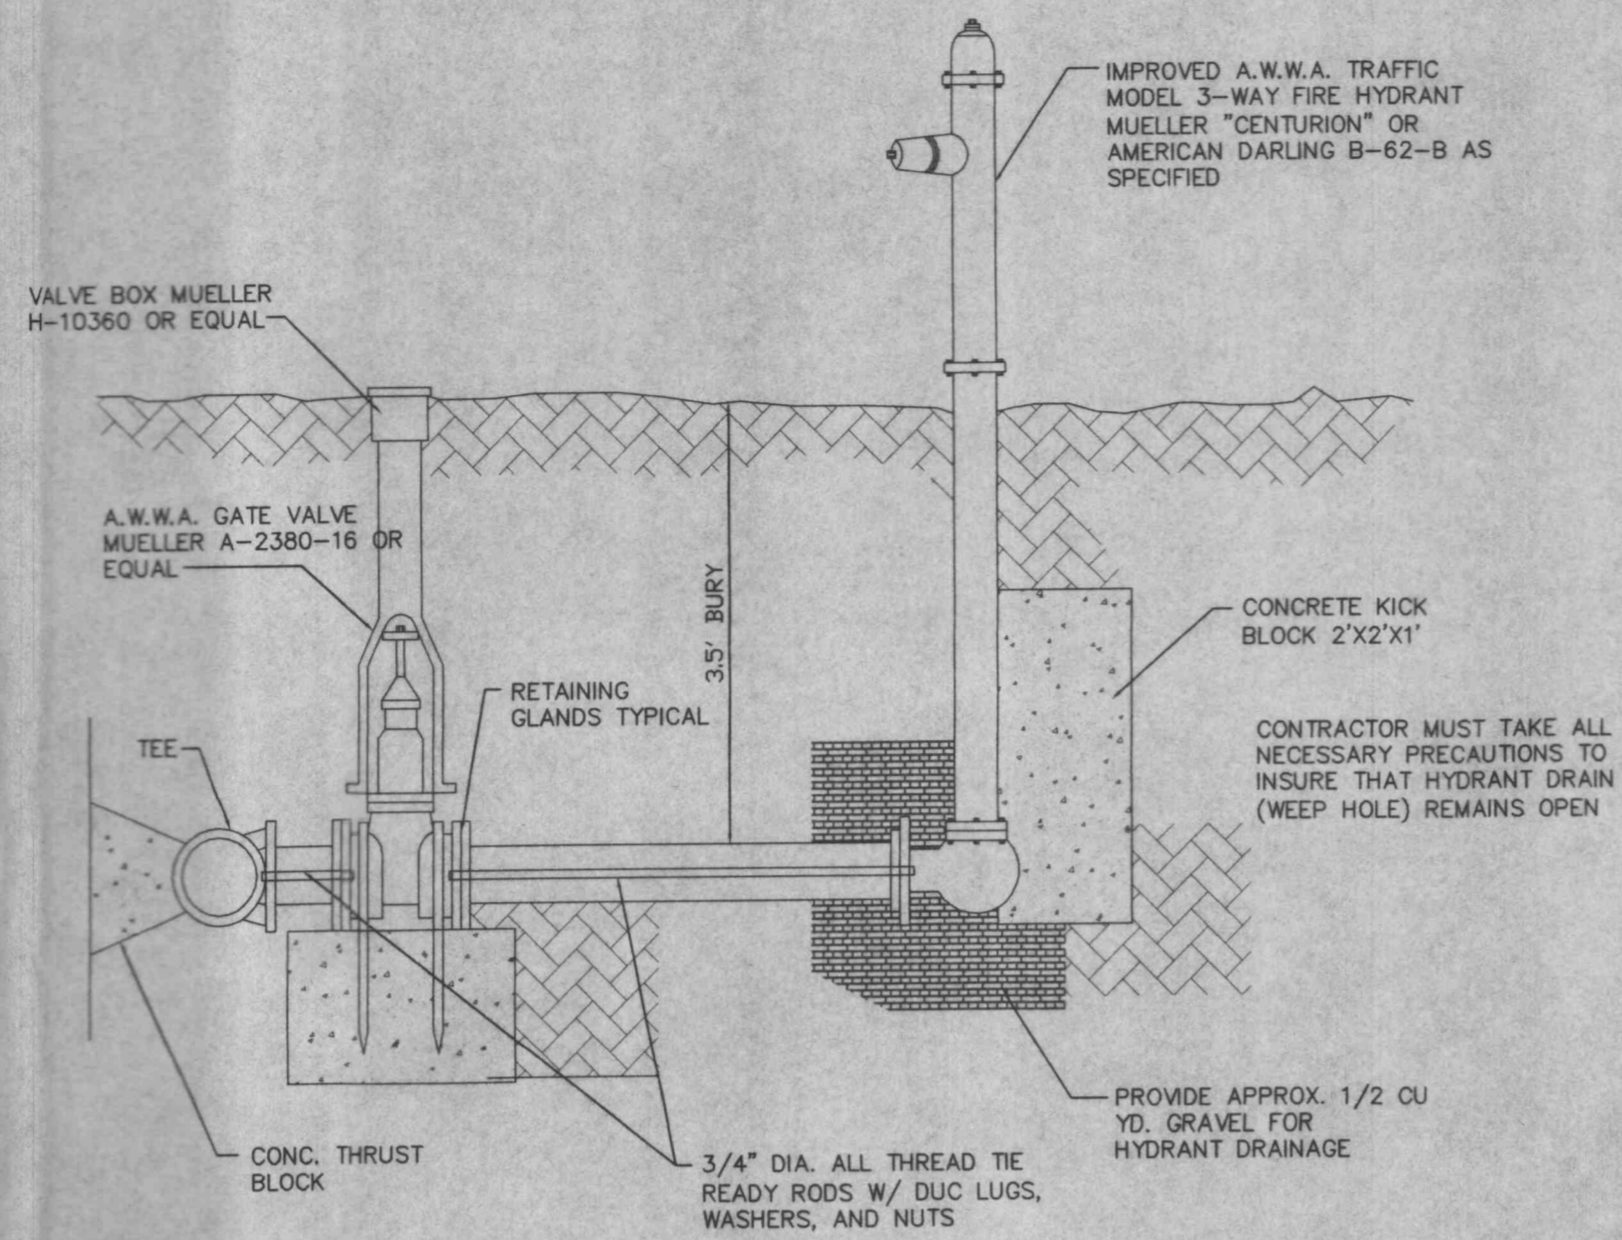 IMPROVED A.W.W.A. TRAFFIC
MODEL 3-WAY FIRE HYDRANT
MUELLER "CENTURION" OR
AMERICAN DARLING B-62-B AS
SPECIFIED
VALVE BOX MUELLER
H-10360 OR EQUAL
A.W.W.A. GATE VALVE
MUELLER A-2380-16 OR
EQUAL
3.5' BURY
CONCRETE KICK
BLOCK 2'X2'X1'
RETAINING
GLANDS TYPICAL
TEE
CONTRACTOR MUST TAKE ALL
NECESSARY PRECAUTIONS TO
INSURE THAT HYDRANT DRAIN
(WEEP HOLE) REMAINS OPEN
PROVIDE APPROX. 1/2 CU
YD. GRAVEL FOR
HYDRANT DRAINAGE
CONC. THRUST
BLOCK
3/4" DIA. ALL THREAD TIE
READY RODS W/ DUC LUGS,
WASHERS, AND NUTS